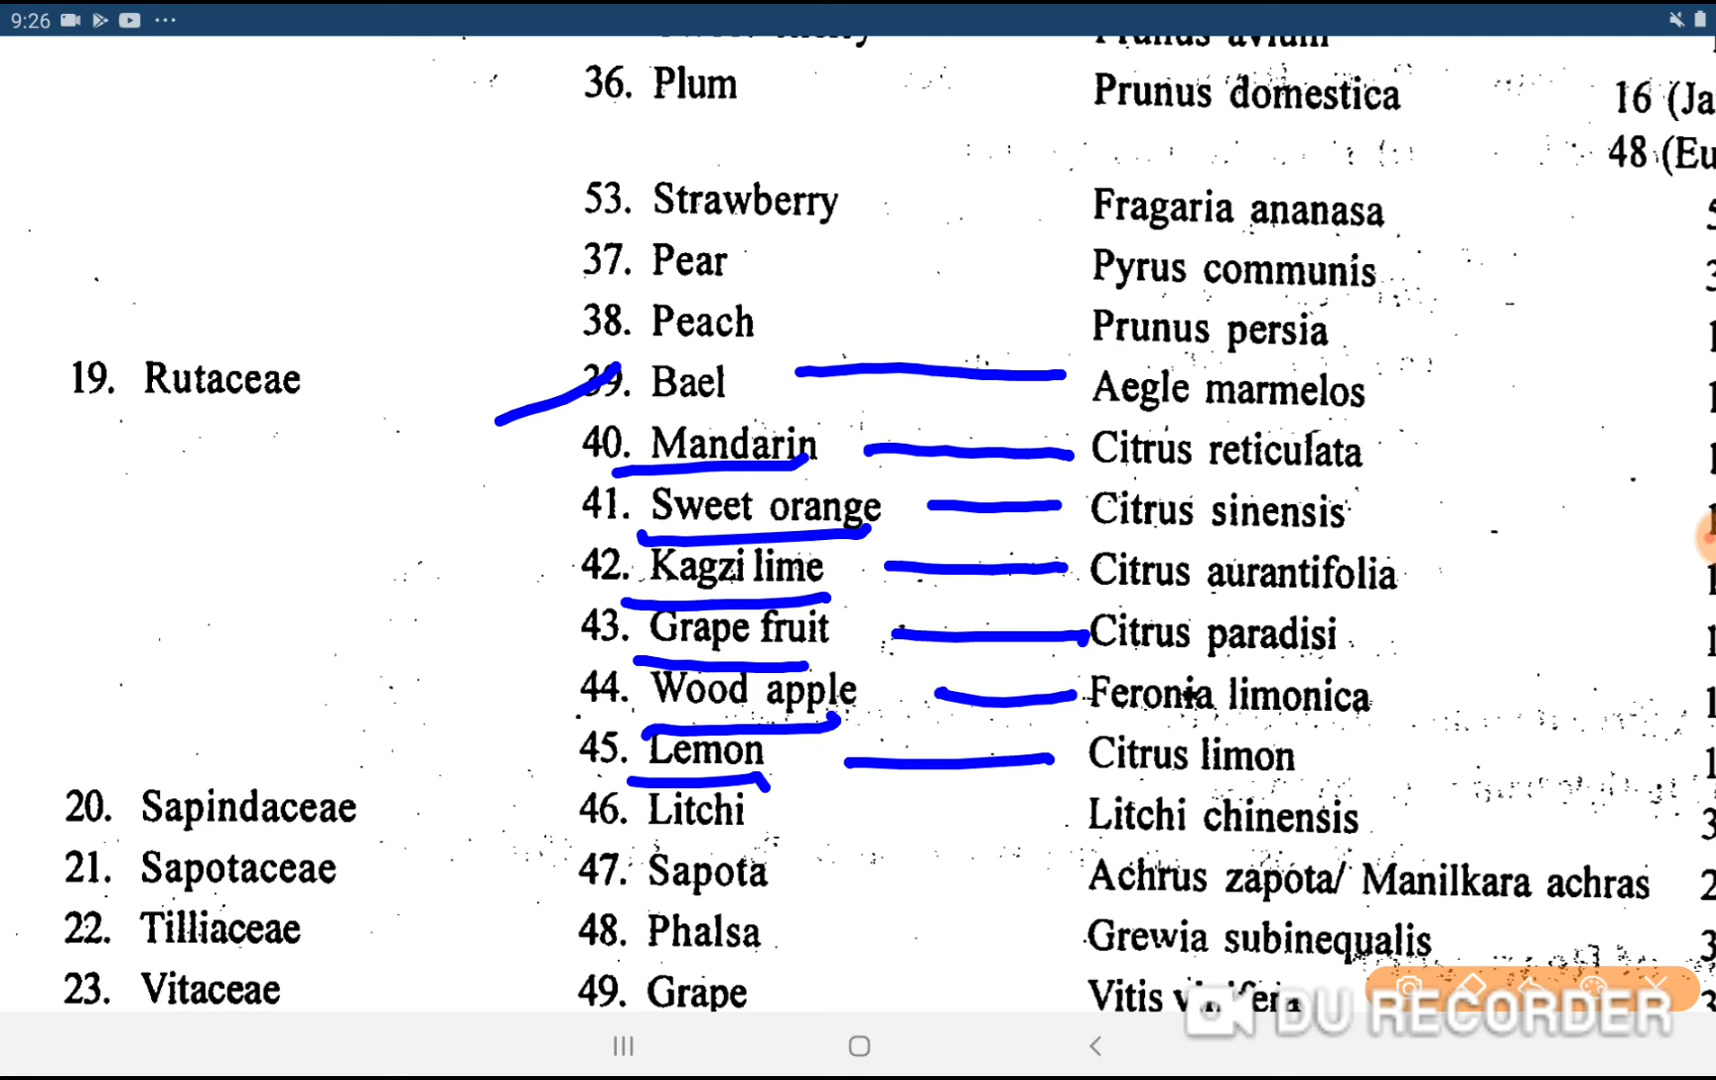 9:26
36. Plum Prunus domestica 16 (Ja
48 (Eu
53. Strawberry Fragaria ananasa
37. Pear Pyrus communis
38. Peach Prunus persia
19. Rutaceae 39. Bael Aegle marmelos
40. Mandarin Citrus reticulata
41. Sweet orange Citrus sinensis
42. Kagzi lime Citrus aurantifolia
43. Grape fruit Citrus paradisi
44. Wood apple Feronia limonica
45. Lemon Citrus limon
20. Sapindaceae 46. Litchi Litchi chinensis
21. Sapotaceae 47. Sapota Achrus zapota/ Manilkara achras
22. Tilliaceae 48. Phalsa Grewia subinequalis
23. Vitaceae 49. Grape Vitis
DU RECORDER